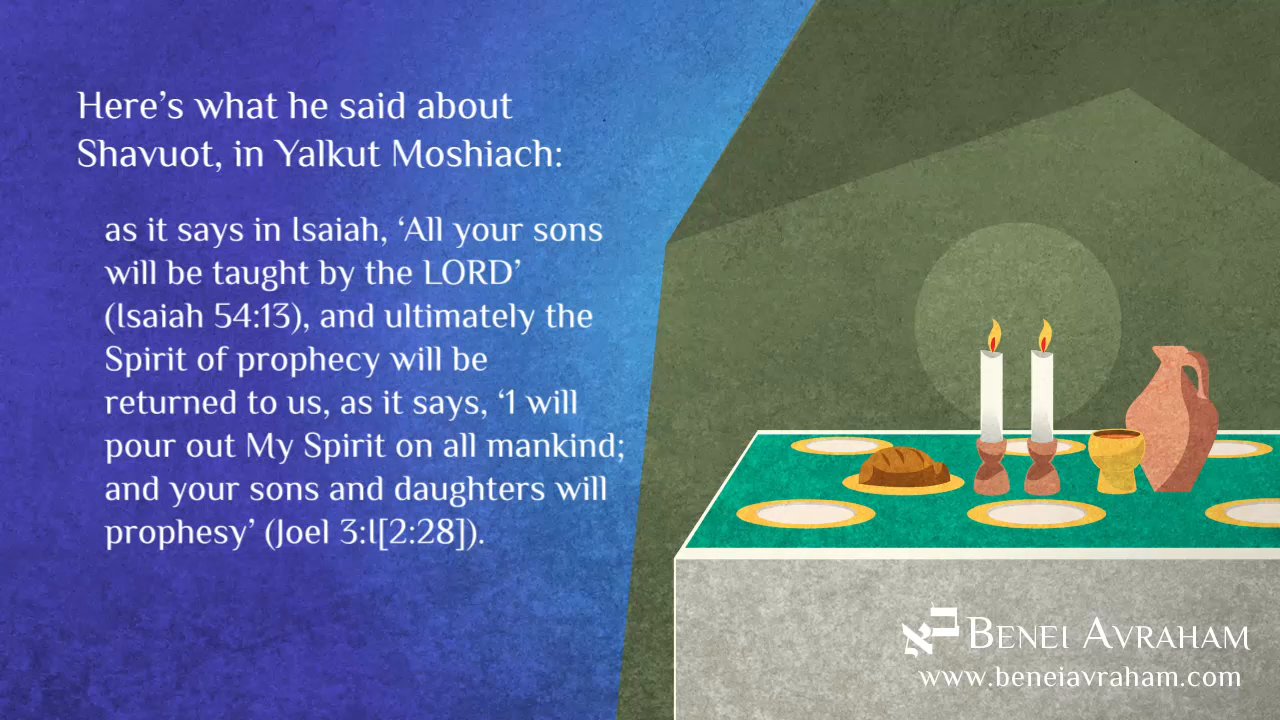 Here’s what he said about
Shavuot, in Yalkut Moshiach:
as it says in Isaiah, ‘All your sons
will be taught by the LORD’
(Isaiah 54:13), and ultimately the
Spirit of prophecy will be
returned to us, as it says, ‘I will
pour out My Spirit on all mankind;
and your sons and daughters will
prophesy’ (Joel 3:1[2:28]).
אב BENEI AVRAHAM
www.beneiavraham.com